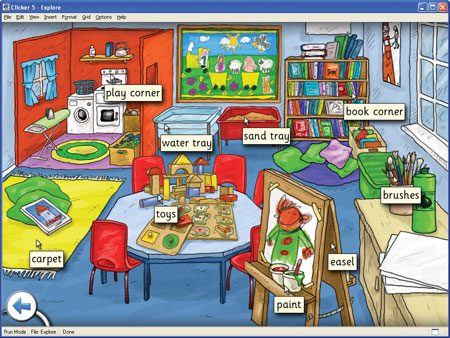 Clicker 5 - Explore
File Edit View Insert Format Grid Options Help
play corner
book corner
water tray
sand tray
brushes
toys
carpet
easel
paint
Run Mode File: Explore - Done